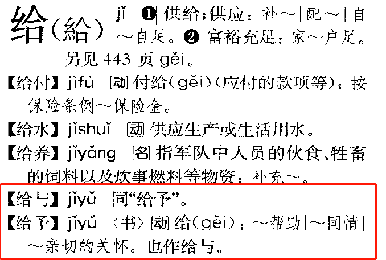 给(給) jǐ ❶供给;供应:补~|配~|自
~自足。❷富裕充足:家~户足。
另见 443 页 gěi。
【给付】jǐfù 动付给(gěi)(应付的款项等):按
保险条例~保险金。
【给水】jǐshuǐ 动供应生产或生活用水。
【给养】jǐyǎng 名指军队中人员的伙食、牲畜
的饲料以及炊事燃料等物资:补充~。
【给与】jǐyǔ 同“给予”。
【给予】jǐyǔ〈书〉动给(gěi):~帮助|~同情|
~亲切的关怀。也作给与。